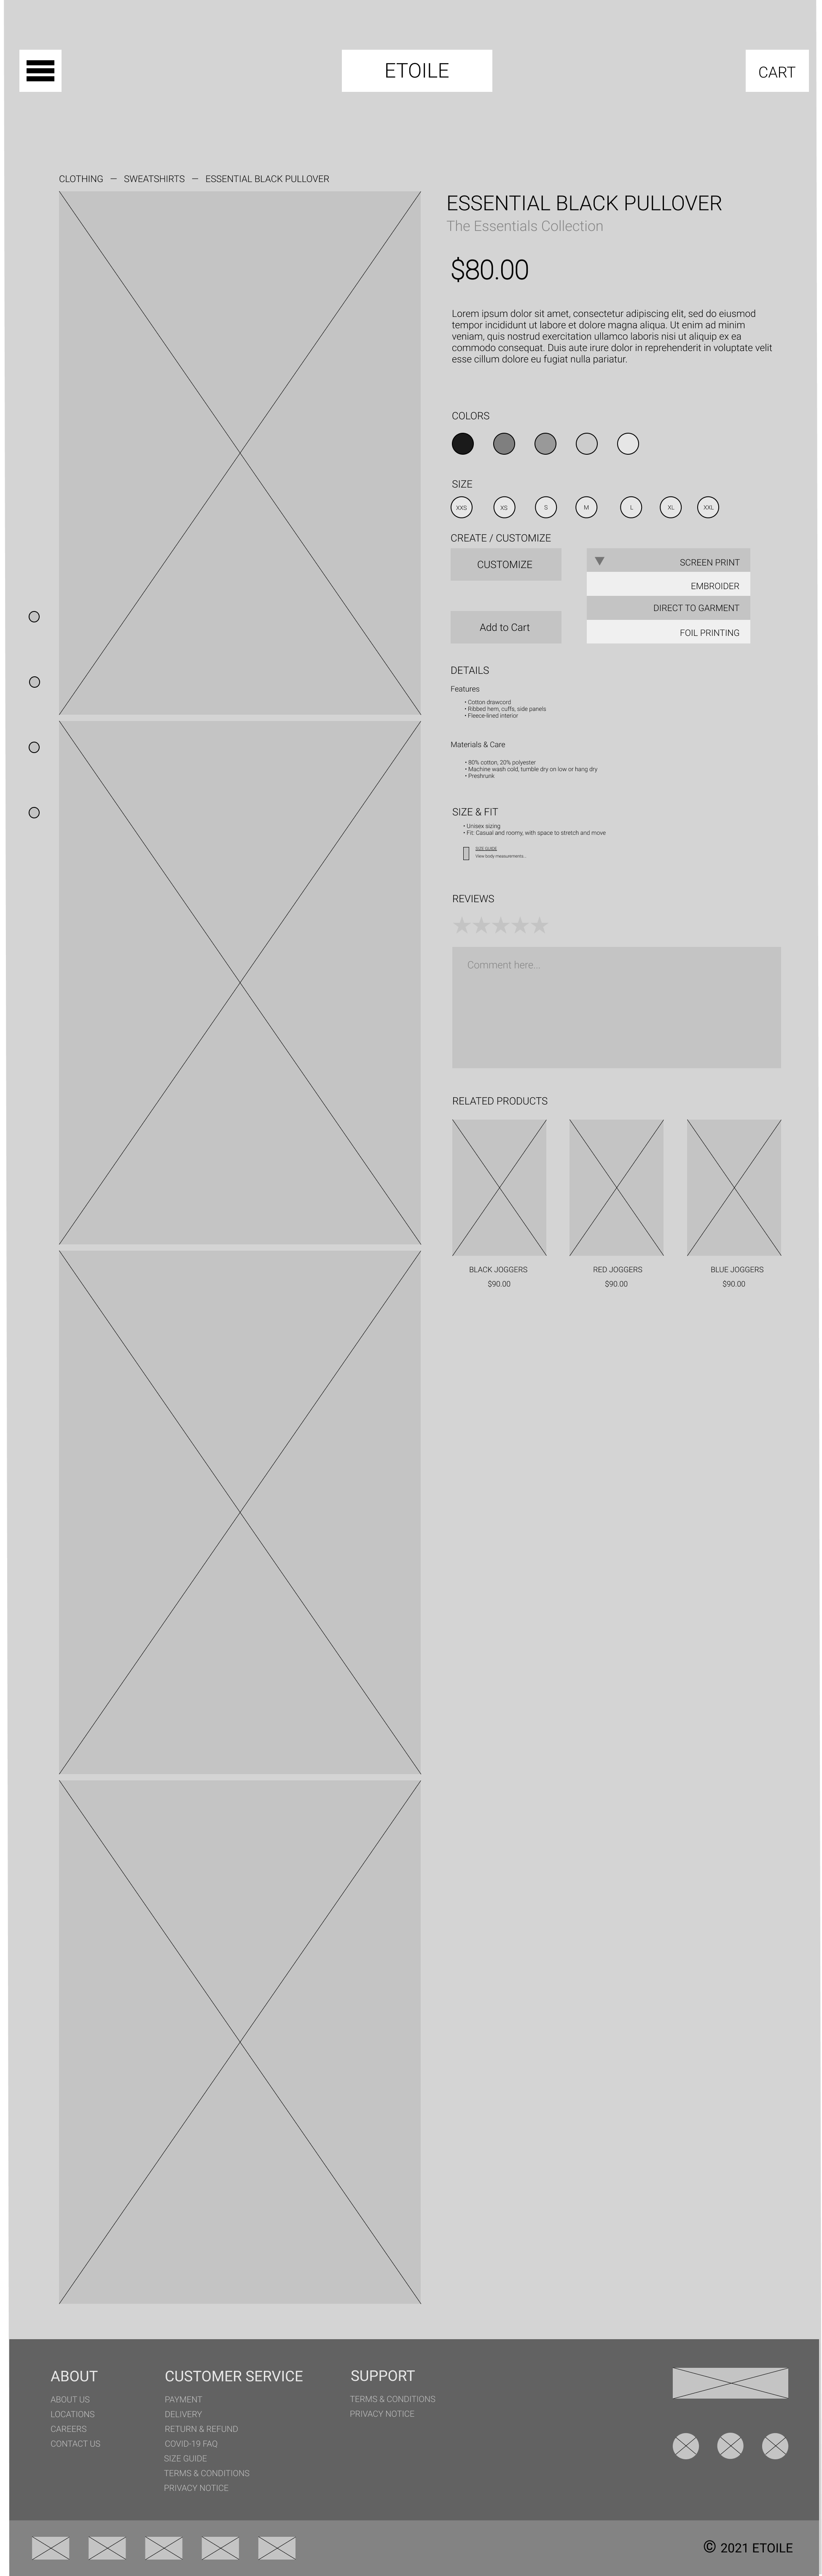 ETOILE
CART
CLOTHING — SWEATSHIRTS — ESSENTIAL BLACK PULLOVER
ESSENTIAL BLACK PULLOVER
The Essentials Collection
$80.00
Lorem ipsum dolor sit amet, consectetur adipiscing elit, sed do eiusmod
tempor incididunt ut labore et dolore magna aliqua. Ut enim ad minim
veniam, quis nostrud exercitation ullamco laboris nisi ut aliquip ex ea
commodo consequat. Duis aute irure dolor in reprehenderit in voluptate velit
esse cillum dolore eu fugiat nulla pariatur.
COLORS
SIZE
XXS XS S M L XL XXL
CREATE / CUSTOMIZE
CUSTOMIZE
Add to Cart
SCREEN PRINT
EMBROIDER
DIRECT TO GARMENT
FOIL PRINTING
DETAILS
Features
• Cotton drawcord
• Ribbed hem, cuffs, side panels
• Fleece-lined interior
Materials & Care
• 80% cotton, 20% polyester
• Machine wash cold, tumble dry on low or hang dry
• Preshrunk
SIZE & FIT
• Unisex sizing
• Fit: Casual and roomy, with space to stretch and move
SIZE GUIDE
View body measurements...
REVIEWS
Comment here...
RELATED PRODUCTS
BLACK JOGGERS
$90.00
RED JOGGERS
$90.00
BLUE JOGGERS
$90.00
ABOUT
ABOUT US
LOCATIONS
CAREERS
CONTACT US
CUSTOMER SERVICE
PAYMENT
DELIVERY
RETURN & REFUND
COVID-19 FAQ
SIZE GUIDE
TERMS & CONDITIONS
PRIVACY NOTICE
SUPPORT
TERMS & CONDITIONS
PRIVACY NOTICE
© 2021 ETOILE